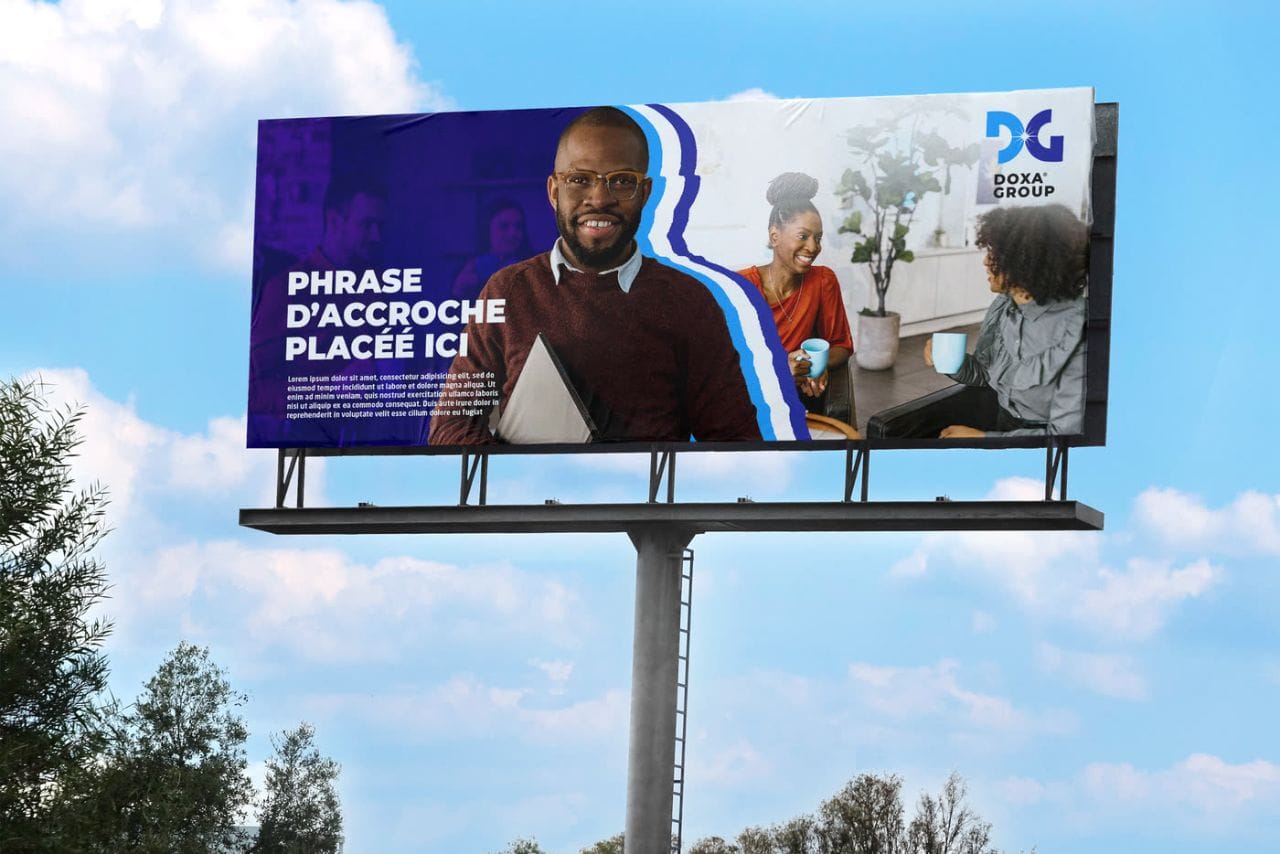 PHRASE
D'ACCROCHE
PLACÉÉ ICI
Lorem ipsum dolor sit amet, consectetur adipisicing elit, sed do
eiusmod tempor incididunt ut labore et dolore magna aliqua. Ut
enim ad minim veniam, quis nostrud exercitation ullamco laboris
nisi ut aliquip ex ea commodo consequat. Duis aute irure dolor in
reprehenderit in voluptate velit esse cillum dolore eu fugiat
DG
DOXA®
GROUP